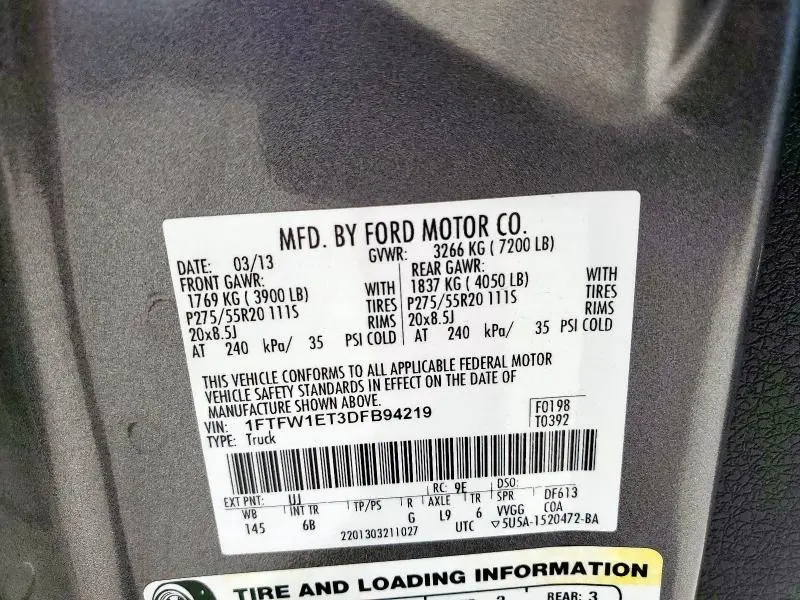 MFD. BY FORD MOTOR CO.
DATE: 03/13 GVWR: 3266 KG ( 7200 LB)
FRONT GAWR: REAR GAWR:
1769 KG ( 3900 LB) WITH 1837 KG ( 4050 LB) WITH
P275/55R20 111S TIRES P275/55R20 111S TIRES
20x8.5J RIMS 20x8.5J RIMS
AT 240 kPa/ 35 PSI COLD AT 240 kPa/ 35 PSI COLD
THIS VEHICLE CONFORMS TO ALL APPLICABLE FEDERAL MOTOR
VEHICLE SAFETY STANDARDS IN EFFECT ON THE DATE OF
MANUFACTURE SHOWN ABOVE.
VIN: 1FTFW1ET3DFB94219 F0198
TYPE: Truck T0392
EXT PNT: UJ RC: 9E DSO:
WB INT TR TP/PS R AXLE TR SPR DF613
145 6B G L9 6 VVGG COA
2201303211027 UTC ▽5U5A-1520472-BA
TIRE AND LOADING INFORMATION
REAR: 3